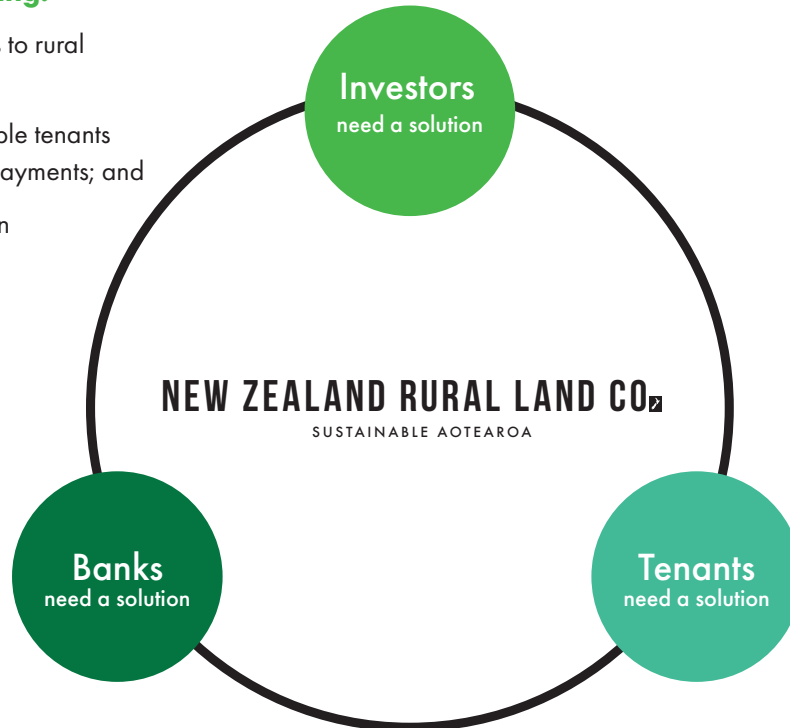 to rural
tenants
ayments; and
Investors
need a solution
NEW ZEALAND RURAL LAND CO.
SUSTAINABLE AOTEAROA
Banks
need a solution
Tenants
need a solution